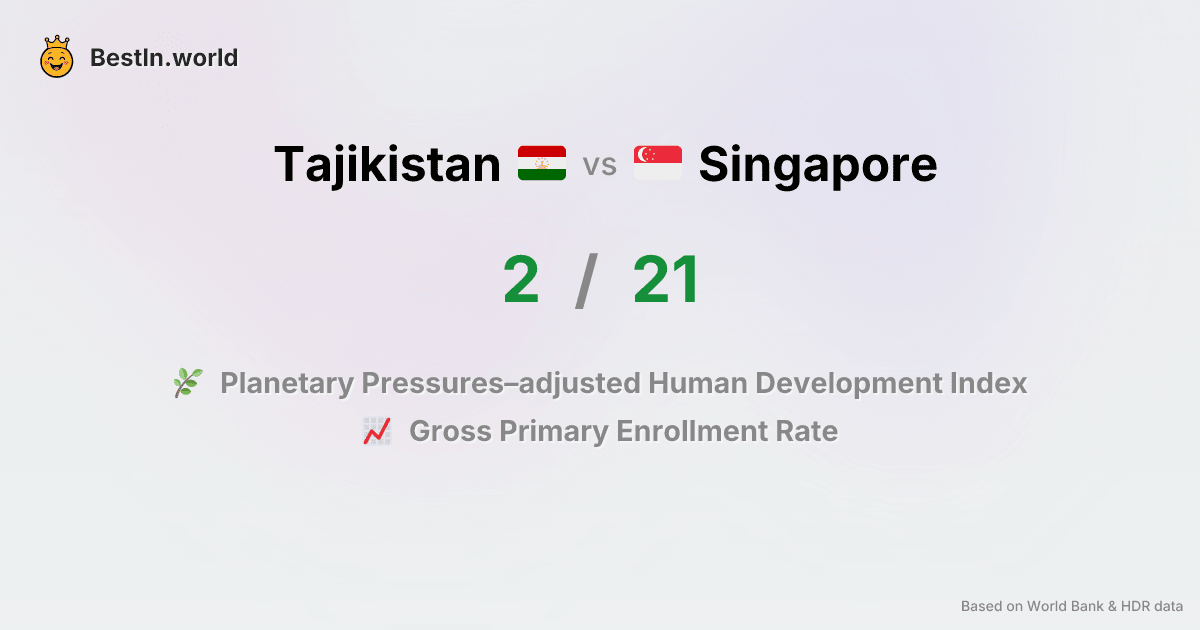 BestIn.world
Tajikistan vs Singapore
2 / 21
Planetary Pressures–adjusted Human Development Index
Gross Primary Enrollment Rate
Based on World Bank & HDR data